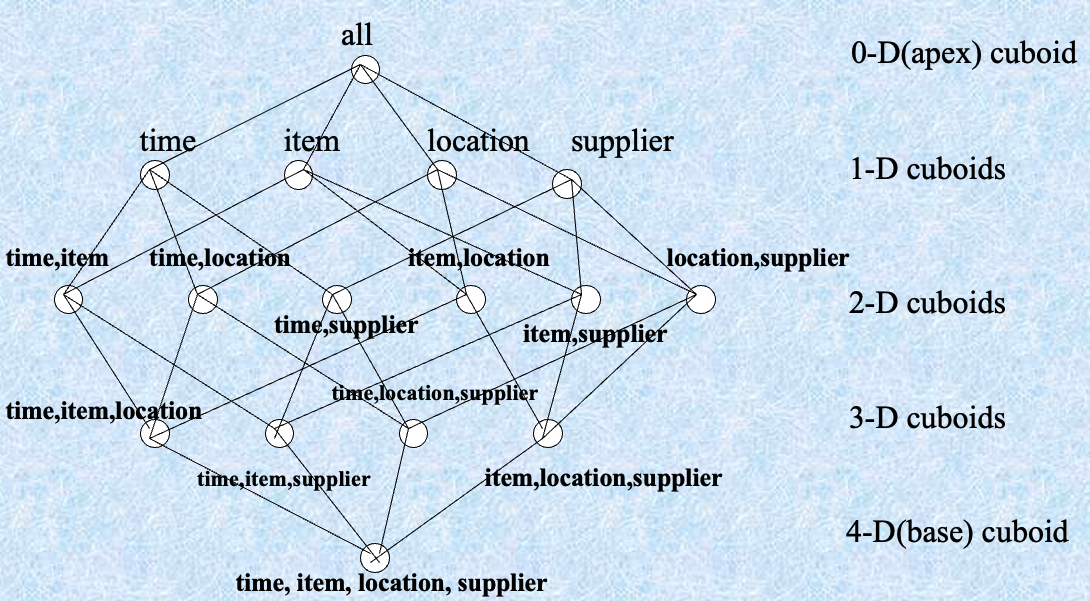 all
0-D(apex) cuboid
time
item
location
supplier
1-D cuboids
time,item
time,location
item,location
location,supplier
2-D cuboids
time,supplier
item,supplier
time,location,supplier
time,item,location
3-D cuboids
time,item,supplier
item,location,supplier
4-D(base) cuboid
time, item, location, supplier